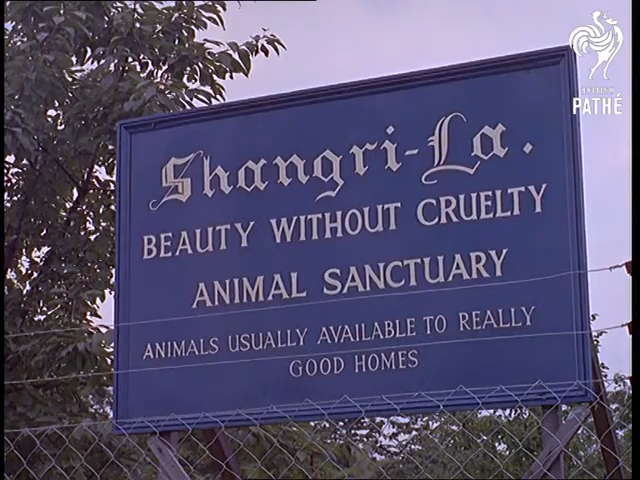 BRITISH
PATHÉ
Shangri-La.
BEAUTY WITHOUT CRUELTY
ANIMAL SANCTUARY
ANIMALS USUALLY AVAILABLE TO REALLY
GOOD HOMES